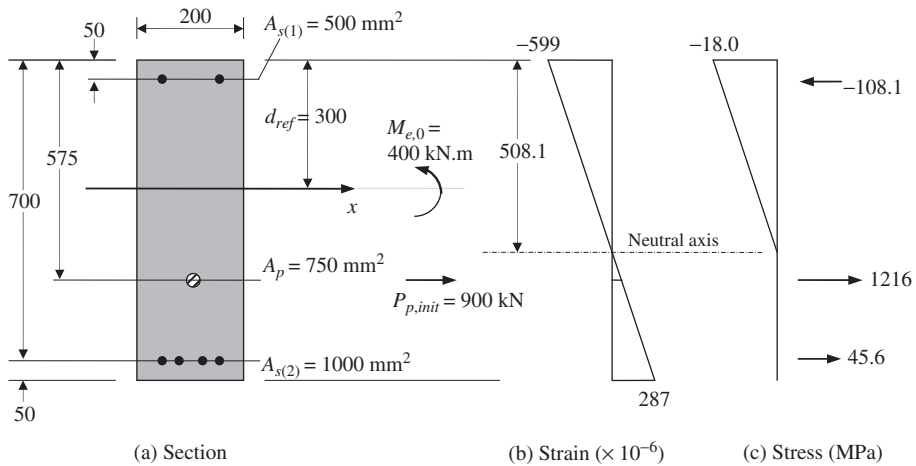 200
A_{s(1)} = 500 mm²
50
−599
−18.0
−108.1
d_{ref} = 300
M_{e,0} =
400 kN.m
575
508.1
700
x
Neutral axis
A_p = 750 mm²
P_{p,init} = 900 kN
1216
A_{s(2)} = 1000 mm²
45.6
50
287
(a) Section
(b) Strain (× 10⁻⁶)
(c) Stress (MPa)